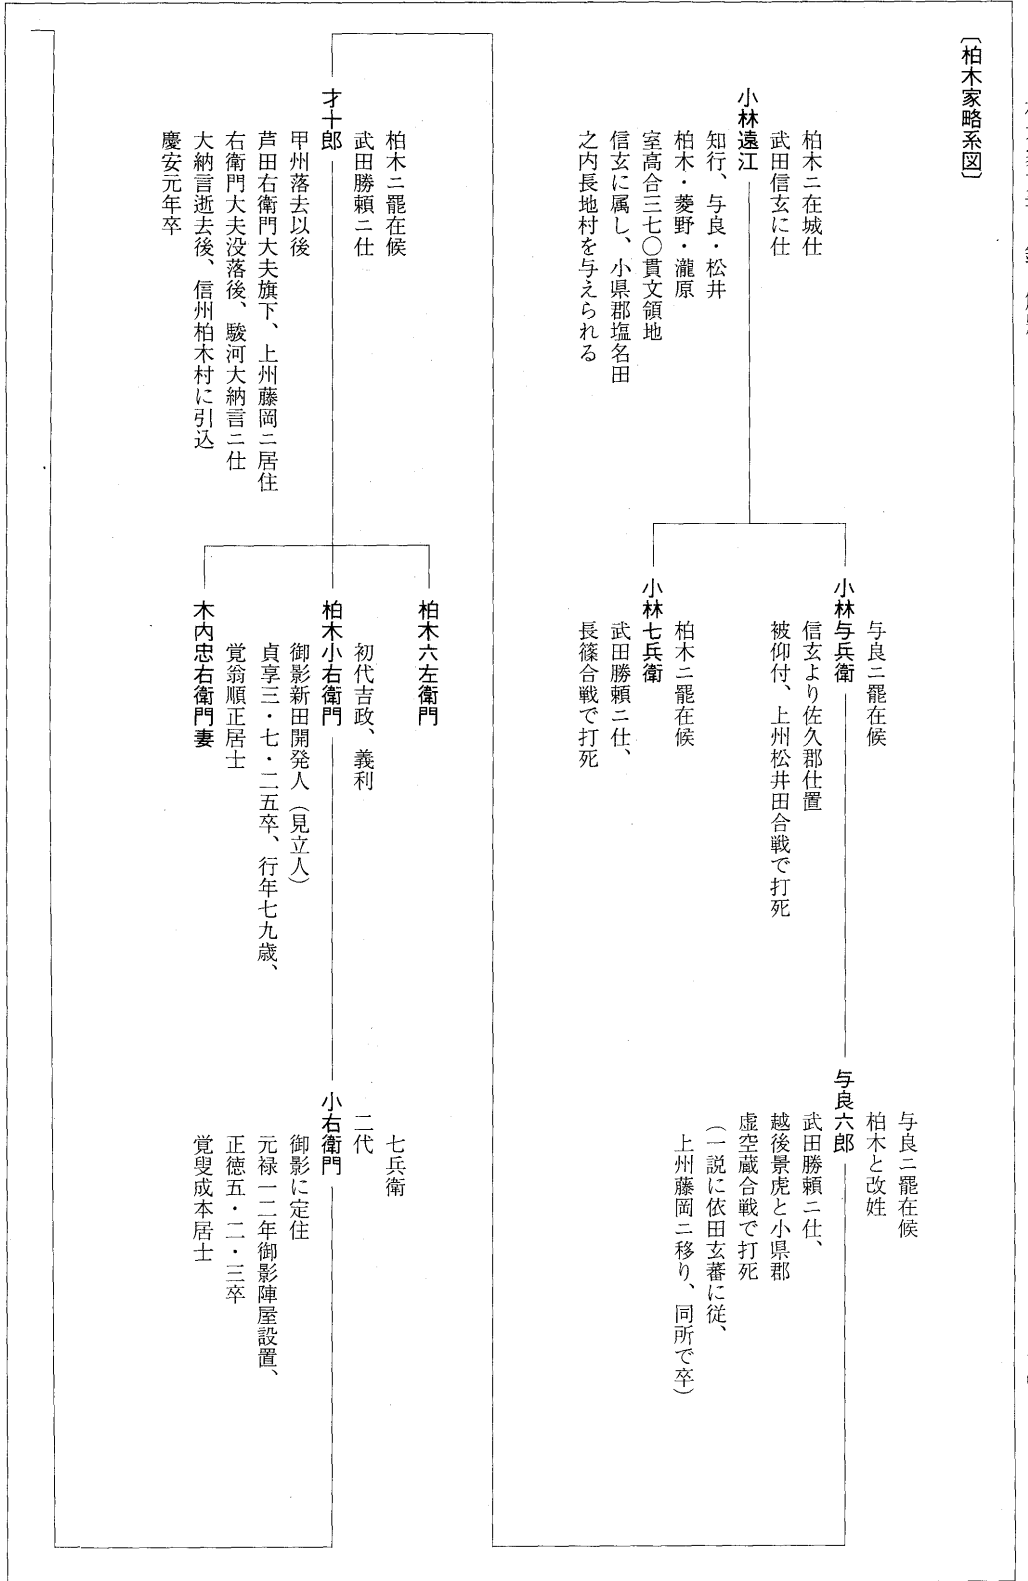 〔柏木家略系図〕
柏木ニ在城仕
武田信玄に仕
小林遠江
知行、与良・松井
柏木・菱野・瀧原
室高合三七〇貫文領地
信玄に属し、小県郡塩名田
之内長地村を与えられる
与良ニ罷在候
小林与兵衛
信玄より佐久郡仕置
被仰付、上州松井田合戦で打死
柏木ニ罷在候
小林七兵衛
武田勝頼ニ仕、
長篠合戦で打死
与良ニ罷在候
柏木と改姓
与良六郎
武田勝頼ニ仕、
越後景虎と小県郡
虚空蔵合戦で打死
(一説に依田玄蕃に従、
上州藤岡ニ移り、同所で卒)
柏木ニ罷在候
武田勝頼ニ仕
才十郎
甲州落去以後
芦田右衛門大夫旗下、上州藤岡ニ居住
右衛門大夫没落後、駿河大納言ニ仕
大納言逝去後、信州柏木村に引込
慶安元年卒
柏木六左衛門
初代吉政、義利
柏木小右衛門
御影新田開発人(見立人)
貞享三・七・二五卒、行年七九歳、
覚翁順正居士
木内忠右衛門妻
七兵衛
二代
小右衛門
御影に定住
元禄一二年御影陣屋設置、
正徳五・二・三卒
覚叟成本居士